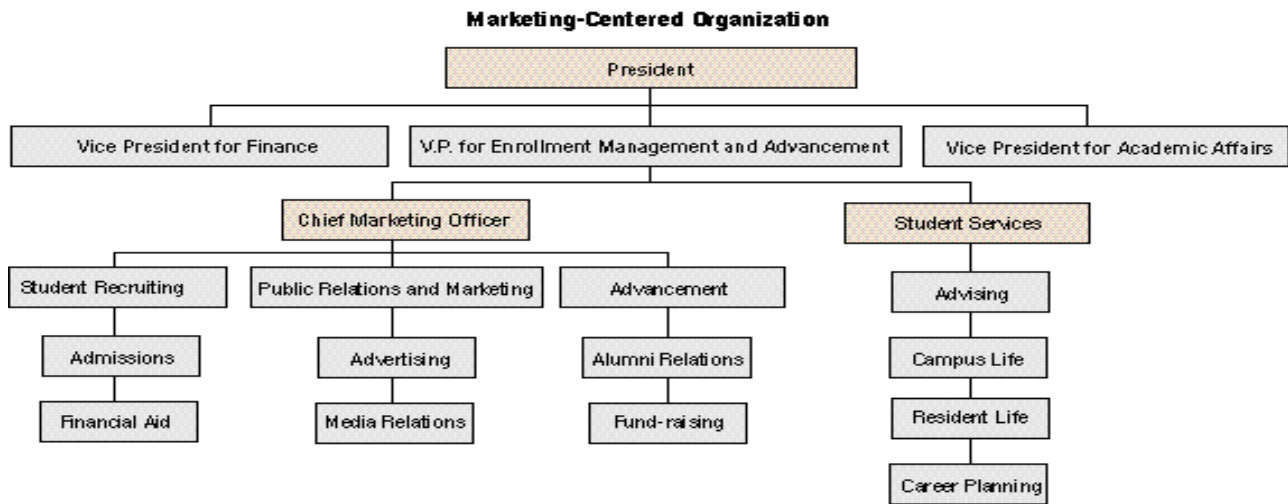 Marketing-Centered Organization
President
Vice President for Finance
V.P. for Enrollment Management and Advancement
Vice President for Academic Affairs
Chief Marketing Officer
Student Services
Student Recruiting
Public Relations and Marketing
Advancement
Advising
Admissions
Advertising
Alumni Relations
Campus Life
Financial Aid
Media Relations
Fund-raising
Resident Life
Career Planning